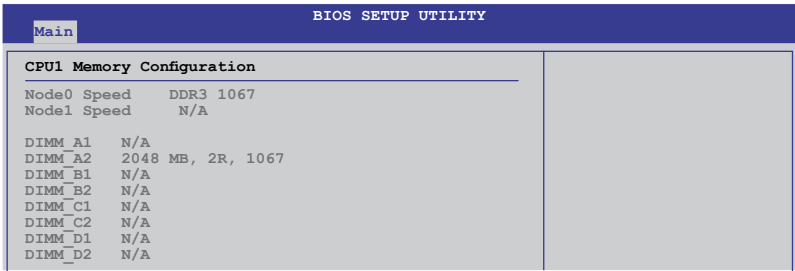 BIOS SETUP UTILITY
Main
CPU1 Memory Configuration
Node0 Speed DDR3 1067
Node1 Speed N/A
DIMM_A1 N/A
DIMM_A2 2048 MB, 2R, 1067
DIMM_B1 N/A
DIMM_B2 N/A
DIMM_C1 N/A
DIMM_C2 N/A
DIMM_D1 N/A
DIMM_D2 N/A